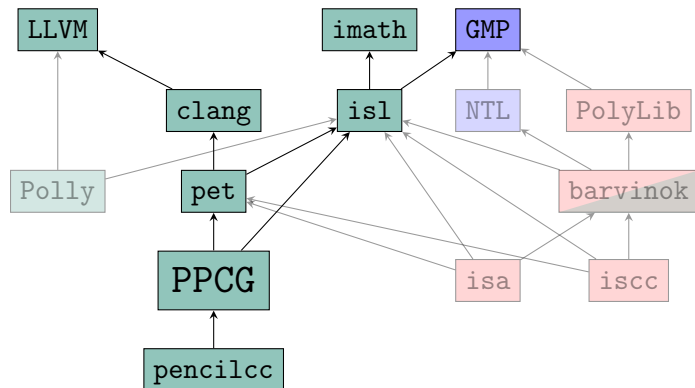 LLVM imath GMP
clang isl NTL PolyLib
Polly pet barvinok
PPCG isa iscc
pencilcc